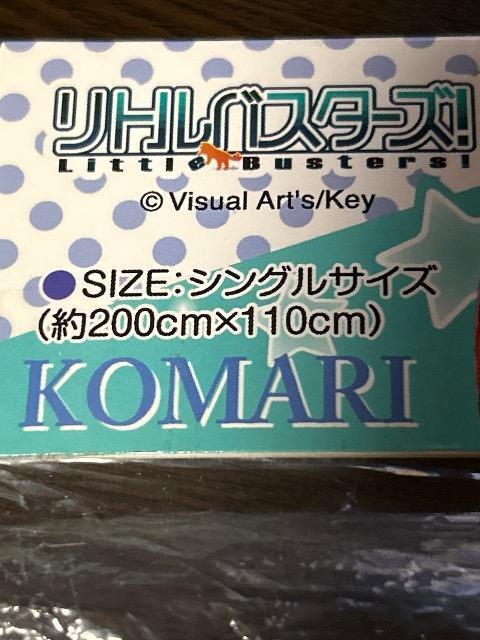 リトルバスターズ!
Little Busters!
© Visual Art's/Key
●SIZE:シングルサイズ
(約200cm×110cm)
KOMARI